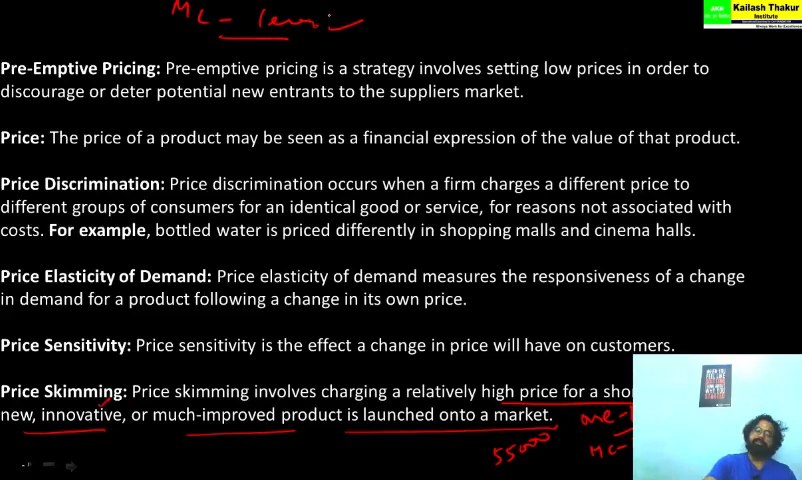 MC -
Kailash Thakur
Institute
Pre-Emptive Pricing: Pre-emptive pricing is a strategy involves setting low prices in order to
discourage or deter potential new entrants to the suppliers market.
Price: The price of a product may be seen as a financial expression of the value of that product.
Price Discrimination: Price discrimination occurs when a firm charges a different price to
different groups of consumers for an identical good or service, for reasons not associated with
costs. For example, bottled water is priced differently in shopping malls and cinema halls.
Price Elasticity of Demand: Price elasticity of demand measures the responsiveness of a change
in demand for a product following a change in its own price.
Price Sensitivity: Price sensitivity is the effect a change in price will have on customers.
Price Skimming: Price skimming involves charging a relatively high price for a shor
new, innovative, or much-improved product is launched onto a market.
55000
MC -